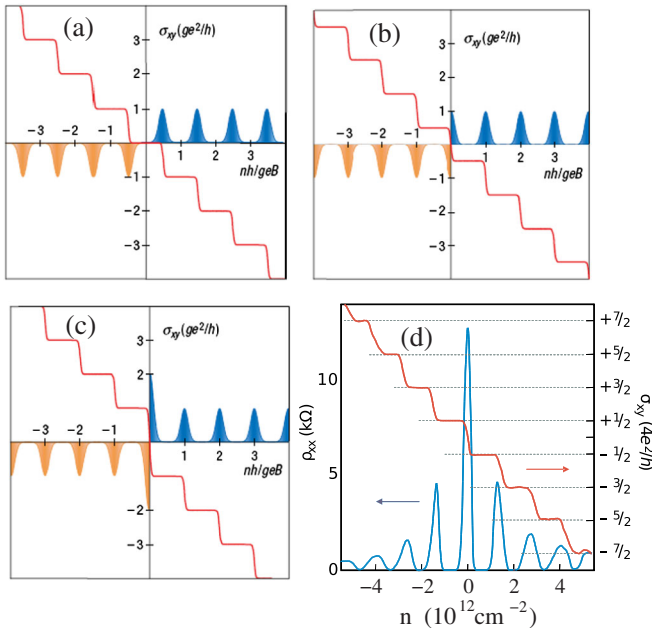 (a)
σxy(ge²/h)
3
2
1
−3 −2 −1
1 2 3
nh/geB
−1
−2
−3
(b)
σxy(ge²/h)
3
2
1
−3 −2 −1
1 2 3
nh/geB
−1
−2
−3
(c)
σxy(ge²/h)
3
2
1
−3 −2 −1
1 2 3
nh/geB
−2
−3
(d)
+7/2
+5/2
+3/2
+1/2
−1/2
−3/2
−5/2
−7/2
10
5
0
ρxx (kΩ)
σxy (4e²/h)
−4 −2 0 2 4
n (10¹²cm⁻²)